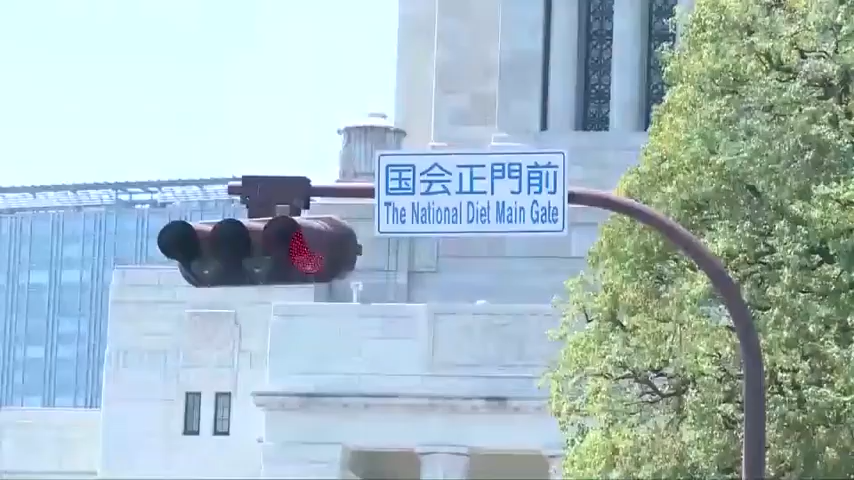 国会正門前
The National Diet Main Gate